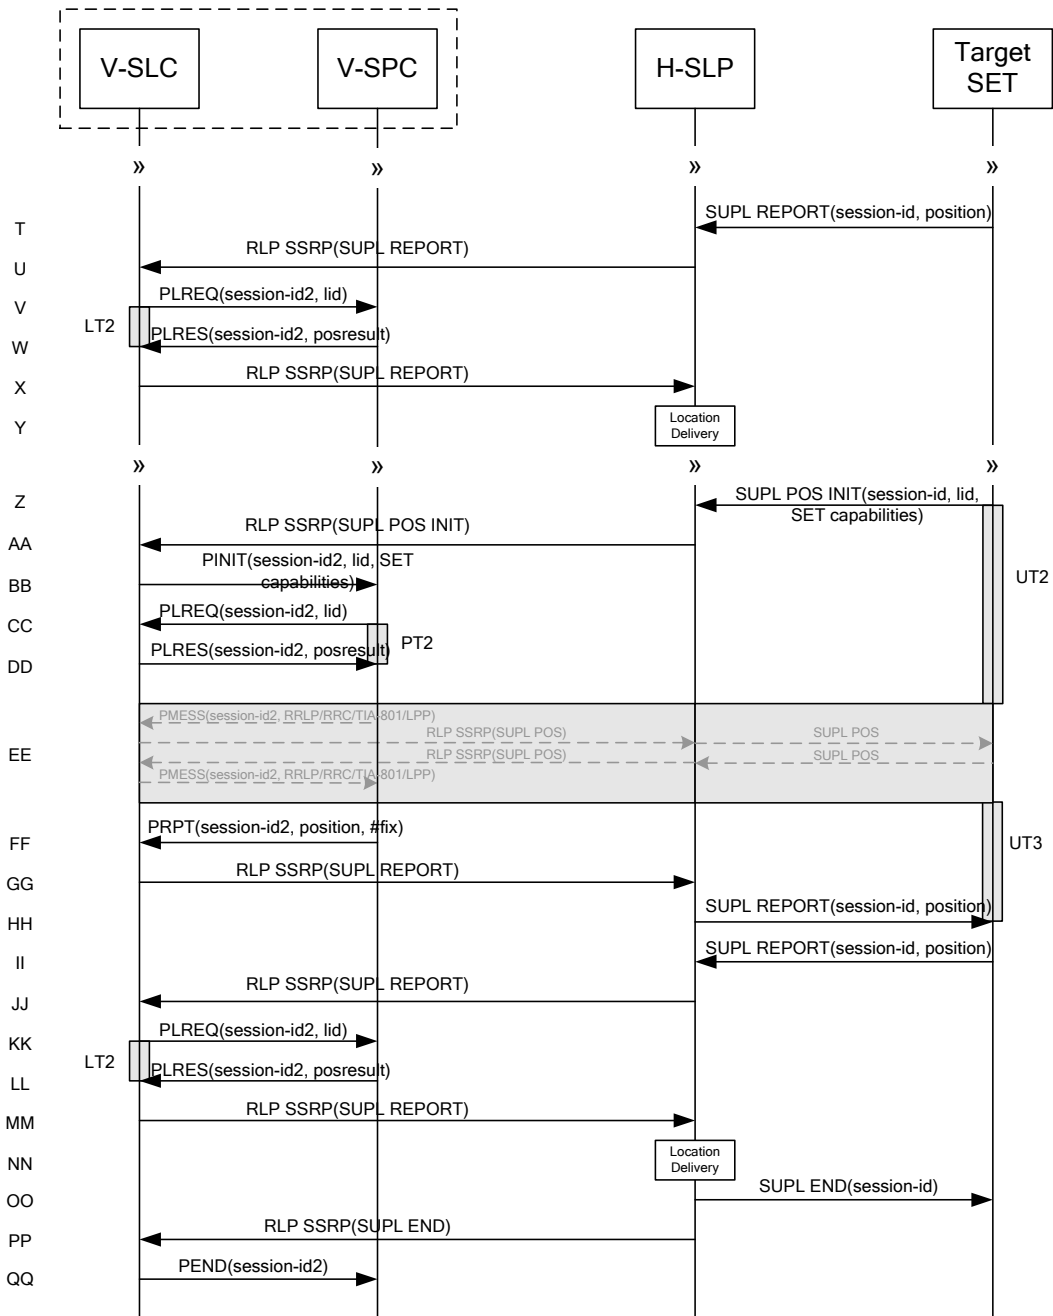 V-SLC
V-SPC
H-SLP
Target
SET
»
»
»
»
T
SUPL REPORT(session-id, position)
U
RLP SSRP(SUPL REPORT)
V
PLREQ(session-id2, lid)
LT2
W
PLRES(session-id2, posresult)
X
RLP SSRP(SUPL REPORT)
Y
Location
Delivery
»
»
»
»
Z
SUPL POS INIT(session-id, lid,
SET capabilities)
AA
RLP SSRP(SUPL POS INIT)
BB
PINIT(session-id2, lid, SET
capabilities)
UT2
CC
PLREQ(session-id2, lid)
PT2
DD
PLRES(session-id2, posresult)
PMESS(session-id2, RRLP/RRC/TIA-801/LPP)
RLP SSRP(SUPL POS)
SUPL POS
EE
RLP SSRP(SUPL POS)
SUPL POS
PMESS(session-id2, RRLP/RRC/TIA-801/LPP)
FF
PRPT(session-id2, position, #fix)
UT3
GG
RLP SSRP(SUPL REPORT)
HH
SUPL REPORT(session-id, position)
II
SUPL REPORT(session-id, position)
JJ
RLP SSRP(SUPL REPORT)
KK
PLREQ(session-id2, lid)
LT2
LL
PLRES(session-id2, posresult)
MM
RLP SSRP(SUPL REPORT)
NN
Location
Delivery
OO
SUPL END(session-id)
PP
RLP SSRP(SUPL END)
QQ
PEND(session-id2)